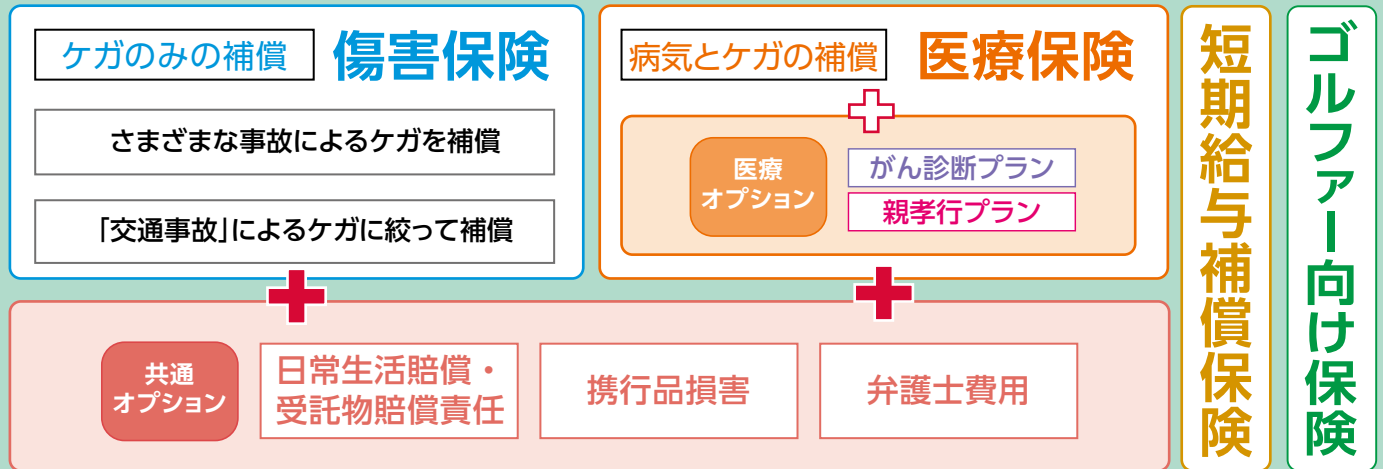 ケガのみの補償
傷害保険
さまざまな事故によるケガを補償
「交通事故」によるケガに絞って補償
病気とケガの補償
医療保険
医療
オプション
がん診断プラン
親孝行プラン
共通
オプション
日常生活賠償・
受託物賠償責任
携行品損害
弁護士費用
短期給与補償保険
ゴルファー向け保険